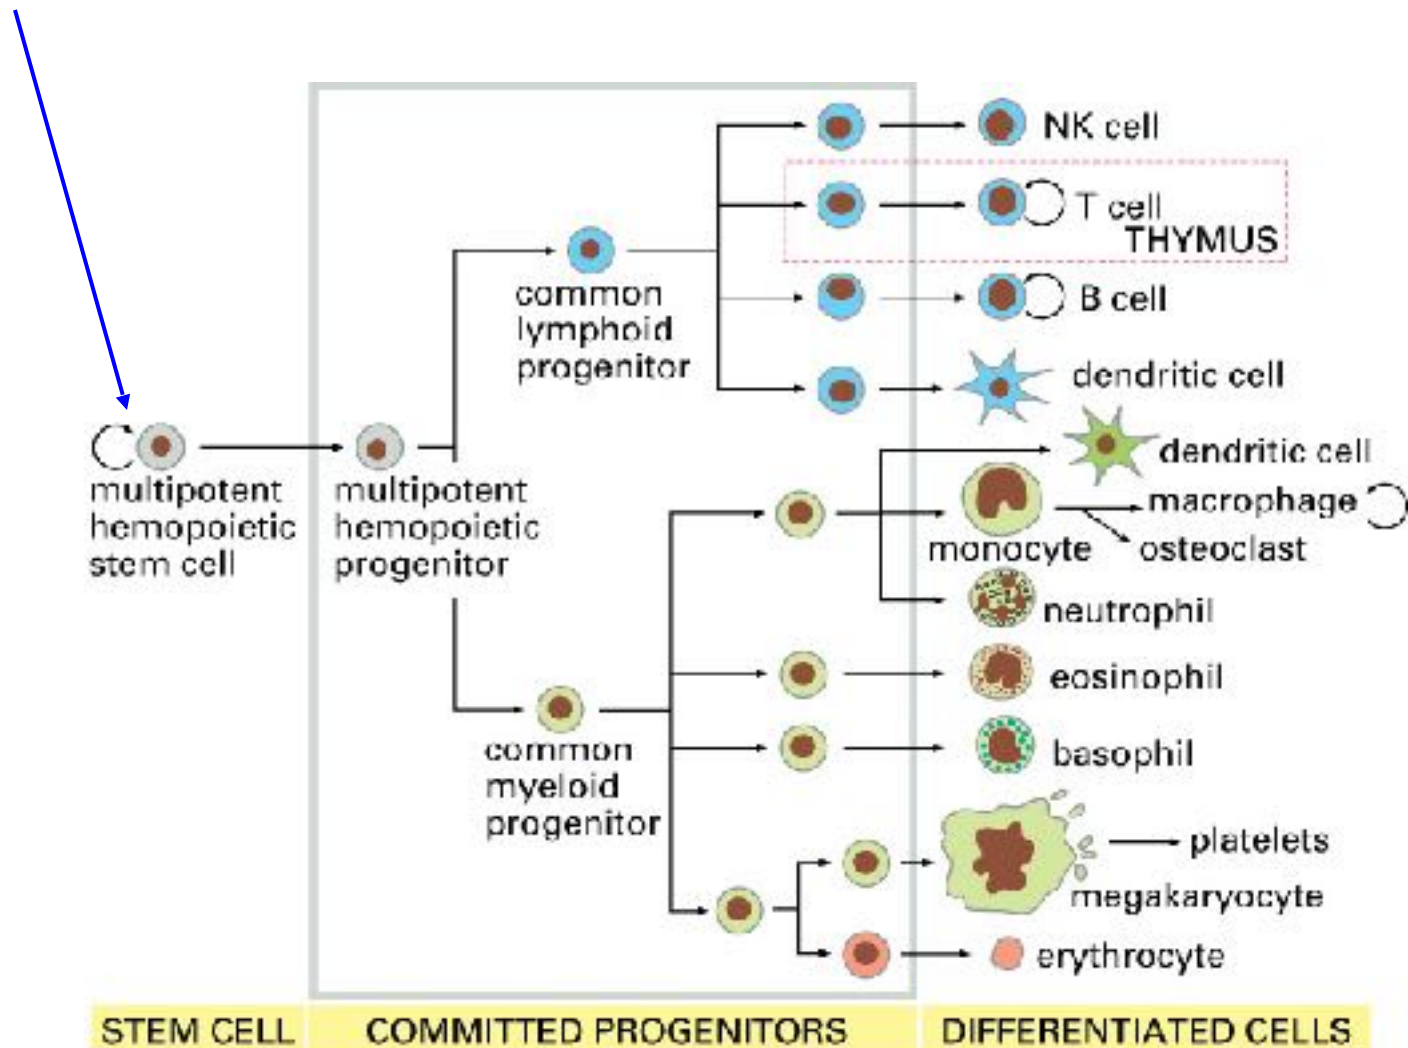 NK cell
T cell
THYMUS
common
lymphoid
progenitor
B cell
dendritic cell
dendritic cell
multipotent
hemopoietic
stem cell
multipotent
hemopoietic
progenitor
macrophage
monocyte
osteoclast
neutrophil
eosinophil
common
myeloid
progenitor
basophil
platelets
megakaryocyte
erythrocyte
STEM CELL
COMMITTED PROGENITORS
DIFFERENTIATED CELLS